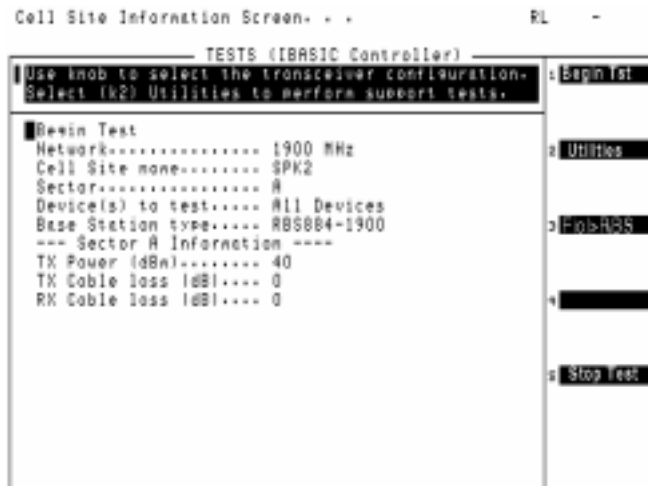 Cell Site Information Screen. . . RL -
TESTS (IBASIC Controller)
Use knob to select the transceiver configuration.
Select (k2) Utilities to perform support tests.
1 Begin Tst
Begin Test
Network............... 1900 MHz
Cell Site name........ SPK2
2 Utilities
Sector................ A
Device(s) to test..... All Devices
Base Station type..... RBS884-1900
3
--- Sector A Information ----
TX Power (dBm)........ 40
TX Cable loss (dB).... 0
RX Cable loss (dB).... 0
4
5 Stop Test